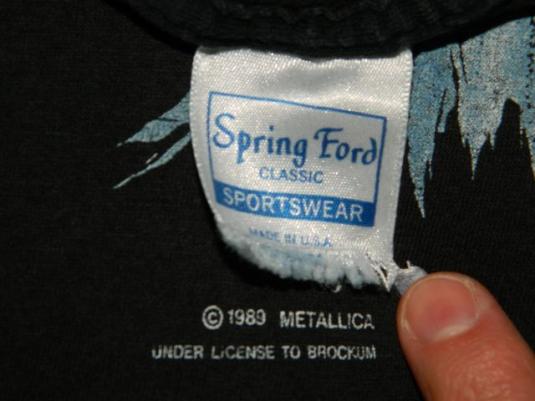 Spring Ford
CLASSIC
SPORTSWEAR
MADE IN U.S.A.
© 1989 METALLICA
UNDER LICENSE TO BROCKUM